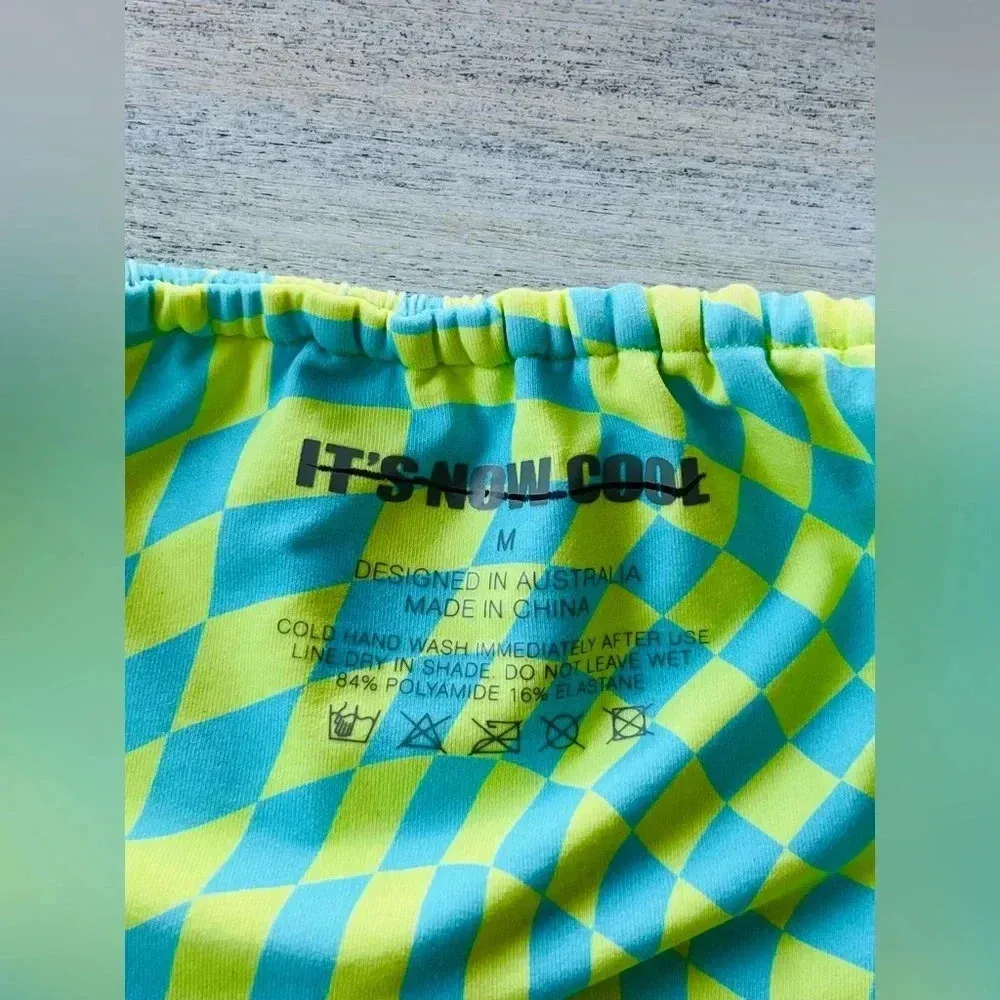 IT'S NOW COOL
M
DESIGNED IN AUSTRALIA
MADE IN CHINA
COLD HAND WASH IMMEDIATELY AFTER USE
LINE DRY IN SHADE. DO NOT LEAVE WET
84% POLYAMIDE 16% ELASTANE